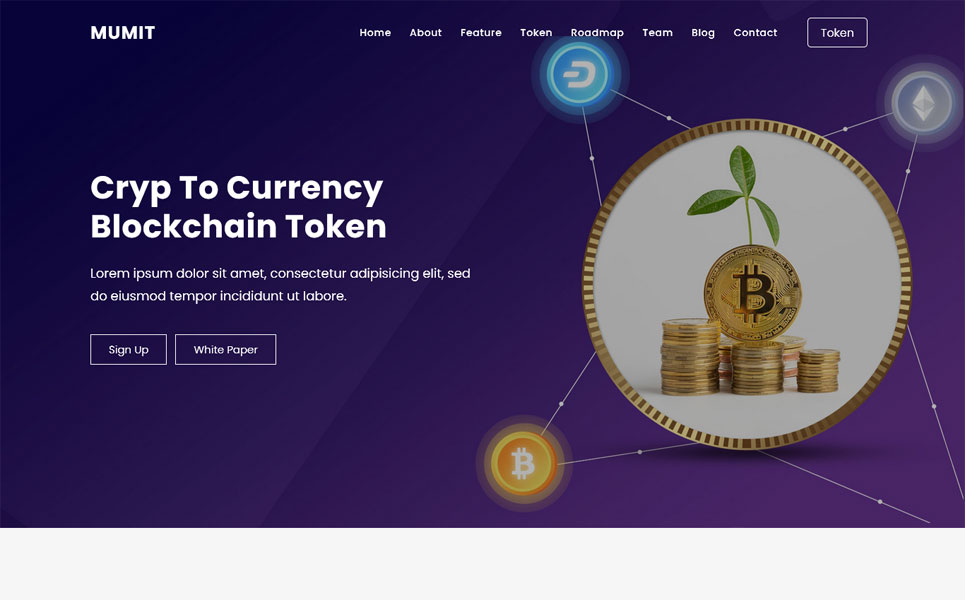 MUMIT
Home About Feature Token Roadmap Team Blog Contact Token
Cryp To Currency
Blockchain Token
Lorem ipsum dolor sit amet, consectetur adipisicing elit, sed
do eiusmod tempor incididunt ut labore.
Sign Up White Paper